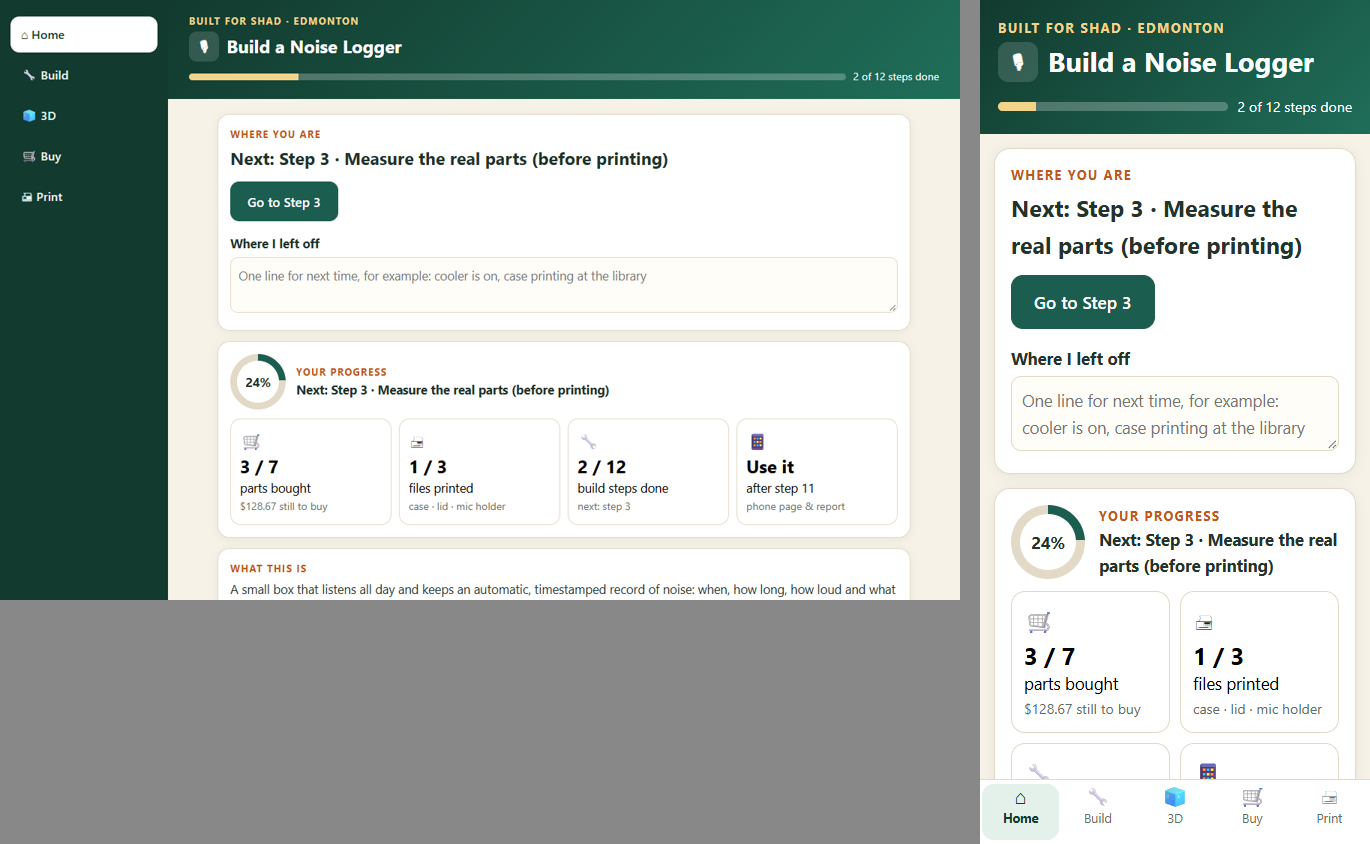 Home
Build
3D
Buy
Print
BUILT FOR SHAD · EDMONTON
Build a Noise Logger
2 of 12 steps done
WHERE YOU ARE
Next: Step 3 · Measure the real parts (before printing)
Go to Step 3
Where I left off
One line for next time, for example: cooler is on, case printing at the library
24%
YOUR PROGRESS
Next: Step 3 · Measure the real parts (before printing)
3 / 7
parts bought
$128.67 still to buy
1 / 3
files printed
case · lid · mic holder
2 / 12
build steps done
next: step 3
Use it
after step 11
phone page & report
WHAT THIS IS
A small box that listens all day and keeps an automatic, timestamped record of noise: when, how long, how loud and what
BUILT FOR SHAD · EDMONTON
Build a Noise Logger
2 of 12 steps done
WHERE YOU ARE
Next: Step 3 · Measure the
real parts (before printing)
Go to Step 3
Where I left off
One line for next time, for example:
cooler is on, case printing at the library
24%
YOUR PROGRESS
Next: Step 3 · Measure the real
parts (before printing)
3 / 7
parts bought
$128.67 still to buy
1 / 3
files printed
case · lid · mic holder
Home
Build
3D
Buy
Print